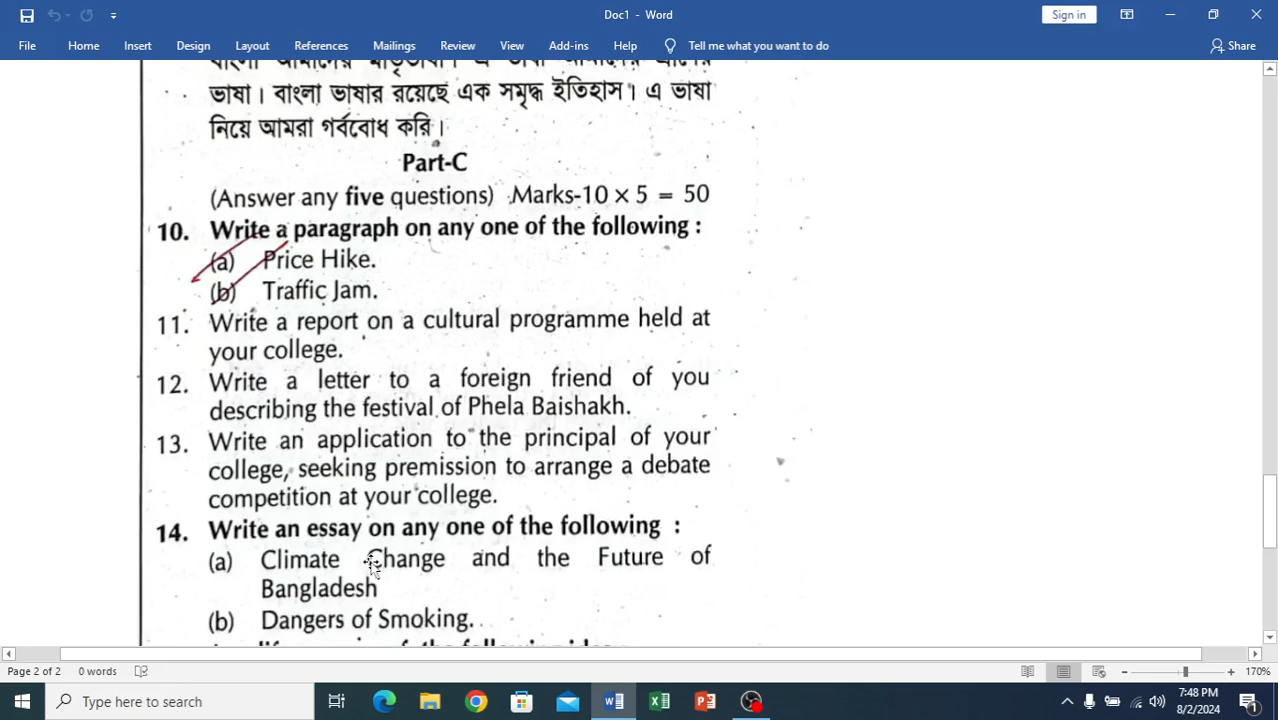 Doc1 - Word
Sign in
File Home Insert Design Layout References Mailings Review View Add-ins Help Tell me what you want to do Share
বাংলা আমাদের মাতৃভাষা। এ ভাষা আমাদের প্রাণের
ভাষা। বাংলা ভাষার রয়েছে এক সমৃদ্ধ ইতিহাস। এ ভাষা
নিয়ে আমরা গর্ববোধ করি।
Part-C
(Answer any five questions) Marks-10 × 5 = 50
10. Write a paragraph on any one of the following :
(a) Price Hike.
(b) Traffic Jam.
11. Write a report on a cultural programme held at
your college.
12. Write a letter to a foreign friend of you
describing the festival of Phela Baishakh.
13. Write an application to the principal of your
college, seeking premission to arrange a debate
competition at your college.
14. Write an essay on any one of the following :
(a) Climate Change and the Future of
Bangladesh
(b) Dangers of Smoking.
of the following
Page 2 of 2 0 words 170%
Type here to search
7:48 PM
8/2/2024
1